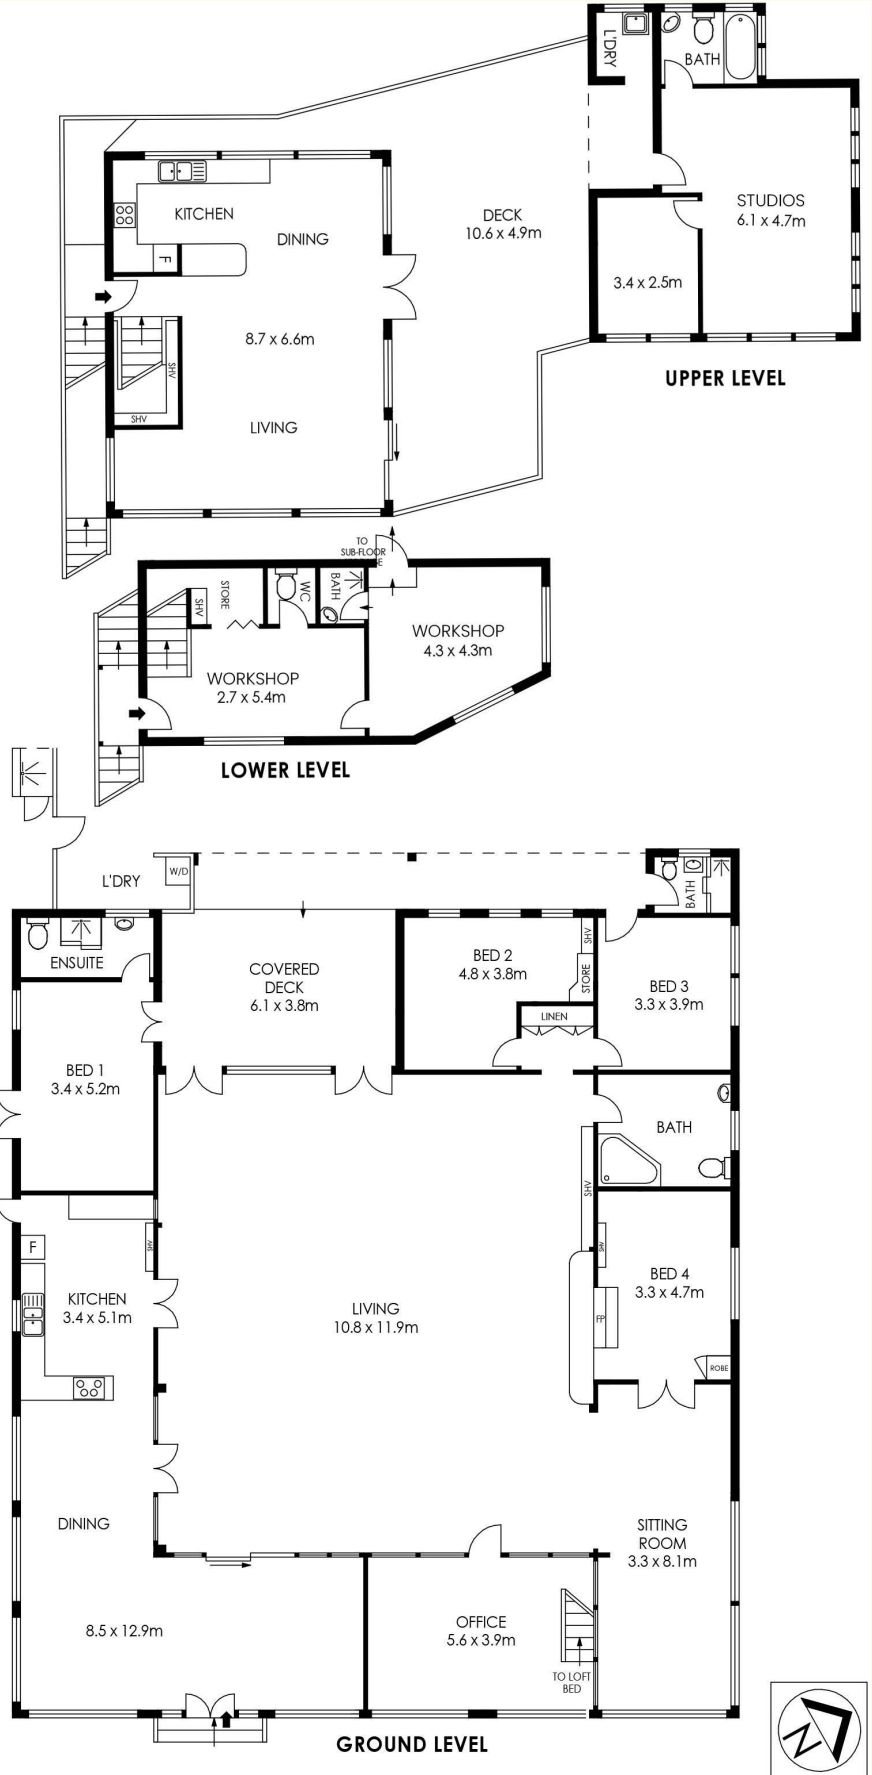 L'DRY
BATH
STUDIOS
6.1 x 4.7m
3.4 x 2.5m
UPPER LEVEL
KITCHEN
F
DINING
8.7 x 6.6m
SHV
SHV
LIVING
DECK
10.6 x 4.9m
TO
SUB-FLOOR
STORE
SHV
WC
BATH
WORKSHOP
2.7 x 5.4m
WORKSHOP
4.3 x 4.3m
LOWER LEVEL
L'DRY
W/D
BATH
ENSUITE
COVERED
DECK
6.1 x 3.8m
BED 2
4.8 x 3.8m
SHV
STORE
LINEN
BED 3
3.3 x 3.9m
BED 1
3.4 x 5.2m
BATH
SHV
F
SHV
KITCHEN
3.4 x 5.1m
LIVING
10.8 x 11.9m
SHV
BED 4
3.3 x 4.7m
FP
ROBE
DINING
8.5 x 12.9m
SITTING
ROOM
3.3 x 8.1m
OFFICE
5.6 x 3.9m
TO LOFT
BED
GROUND LEVEL
N